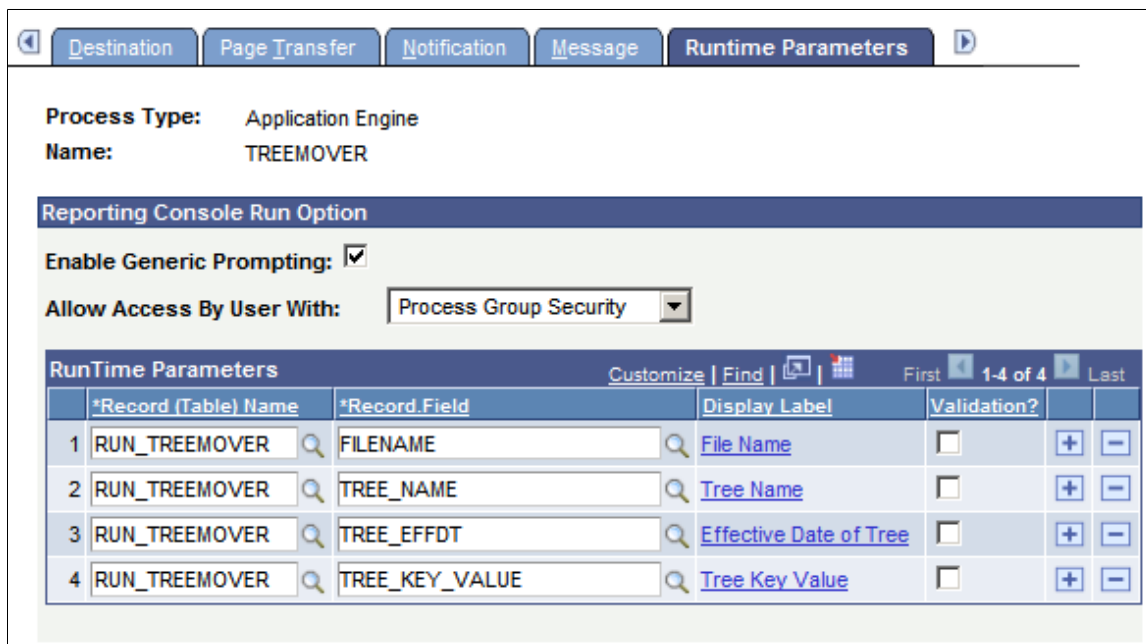 Destination Page Transfer Notification Message Runtime Parameters
Process Type: Application Engine
Name: TREEMOVER
Reporting Console Run Option
Enable Generic Prompting:
Allow Access By User With: Process Group Security
RunTime Parameters Customize | Find | | First 1-4 of 4 Last
*Record (Table) Name *Record.Field Display Label Validation?
1 RUN_TREEMOVER FILENAME File Name
2 RUN_TREEMOVER TREE_NAME Tree Name
3 RUN_TREEMOVER TREE_EFFDT Effective Date of Tree
4 RUN_TREEMOVER TREE_KEY_VALUE Tree Key Value